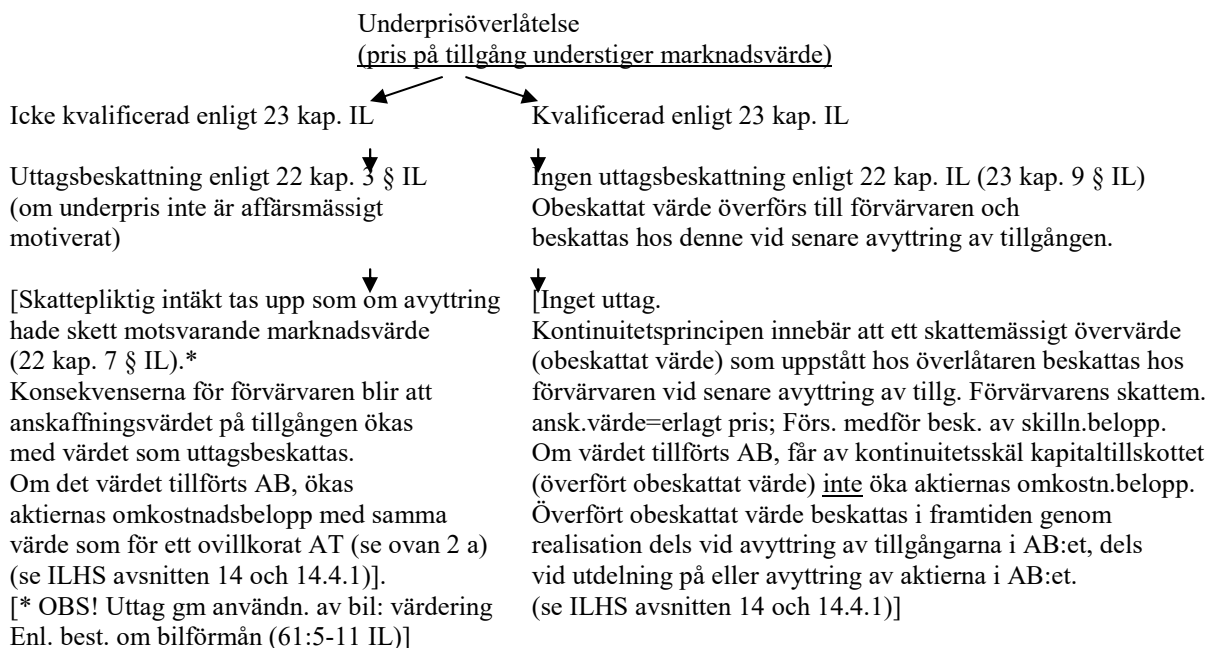 Underprisöverlåtelse
(pris på tillgång understiger marknadsvärde)
Icke kvalificerad enligt 23 kap. IL
Kvalificerad enligt 23 kap. IL
Uttagsbeskattning enligt 22 kap. 3 § IL
(om underpris inte är affärsmässigt
motiverat)
Ingen uttagsbeskattning enligt 22 kap. IL (23 kap. 9 § IL)
Obeskattat värde överförs till förvärvaren och
beskattas hos denne vid senare avyttring av tillgången.
[Skattepliktig intäkt tas upp som om avyttring
hade skett motsvarande marknadsvärde
(22 kap. 7 § IL).*
Konsekvenserna för förvärvaren blir att
anskaffningsvärdet på tillgången ökas
med värdet som uttagsbeskattas.
Om det värdet tillförts AB, ökas
aktiernas omkostnadsbelopp med samma
värde som för ett ovillkorat AT (se ovan 2 a)
(se ILHS avsnitten 14 och 14.4.1)].
[* OBS! Uttag gm användn. av bil: värdering
Enl. best. om bilförmån (61:5-11 IL)]
[Inget uttag.
Kontinuitetsprincipen innebär att ett skattemässigt övervärde
(obeskattat värde) som uppstått hos överlåtaren beskattas hos
förvärvaren vid senare avyttring av tillg. Förvärvarens skattem.
ansk.värde=erlagt pris; Förs. medför besk. av skilln.belopp.
Om värdet tillförts AB, får av kontinuitetsskäl kapitaltillskottet
(överfört obeskattat värde) inte öka aktiernas omkostn.belopp.
Överfört obeskattat värde beskattas i framtiden genom
realisation dels vid avyttring av tillgångarna i AB:et, dels
vid utdelning på eller avyttring av aktierna i AB:et.
(se ILHS avsnitten 14 och 14.4.1)]